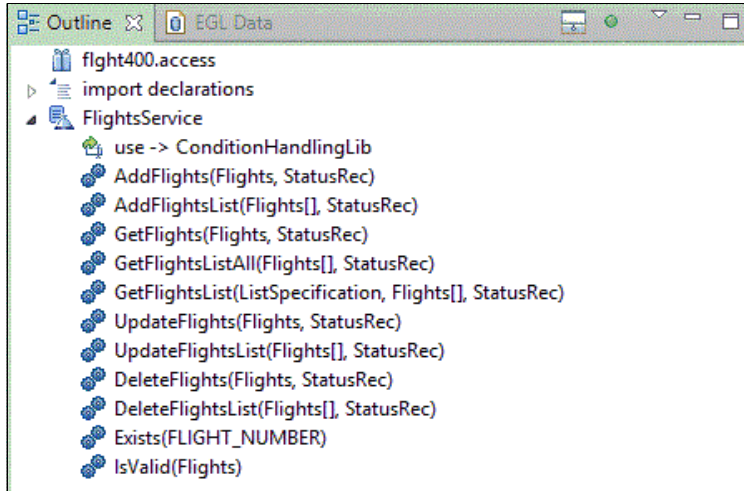 Outline EGL Data
flght400.access
import declarations
FlightsService
use -> ConditionHandlingLib
AddFlights(Flights, StatusRec)
AddFlightsList(Flights[], StatusRec)
GetFlights(Flights, StatusRec)
GetFlightsListAll(Flights[], StatusRec)
GetFlightsList(ListSpecification, Flights[], StatusRec)
UpdateFlights(Flights, StatusRec)
UpdateFlightsList(Flights[], StatusRec)
DeleteFlights(Flights, StatusRec)
DeleteFlightsList(Flights[], StatusRec)
Exists(FLIGHT_NUMBER)
IsValid(Flights)